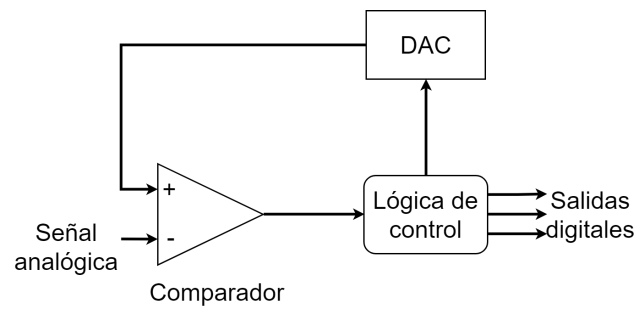 DAC
+
-
Señal
analógica
Comparador
Lógica de
control
Salidas
digitales